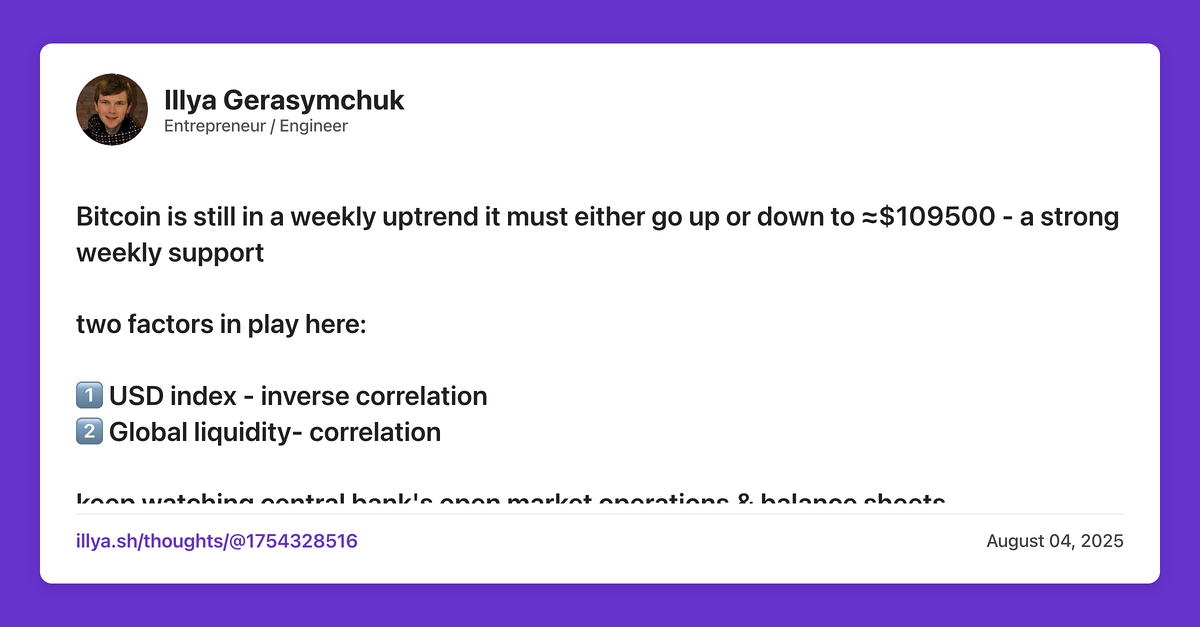 Illya Gerasymchuk
Entrepreneur / Engineer
Bitcoin is still in a weekly uptrend it must either go up or down to ≈$109500 - a strong
weekly support
two factors in play here:
1️⃣ USD index - inverse correlation
2️⃣ Global liquidity- correlation
keep watching central bank's open market operations & balance sheets
illya.sh/thoughts/@1754328516
August 04, 2025